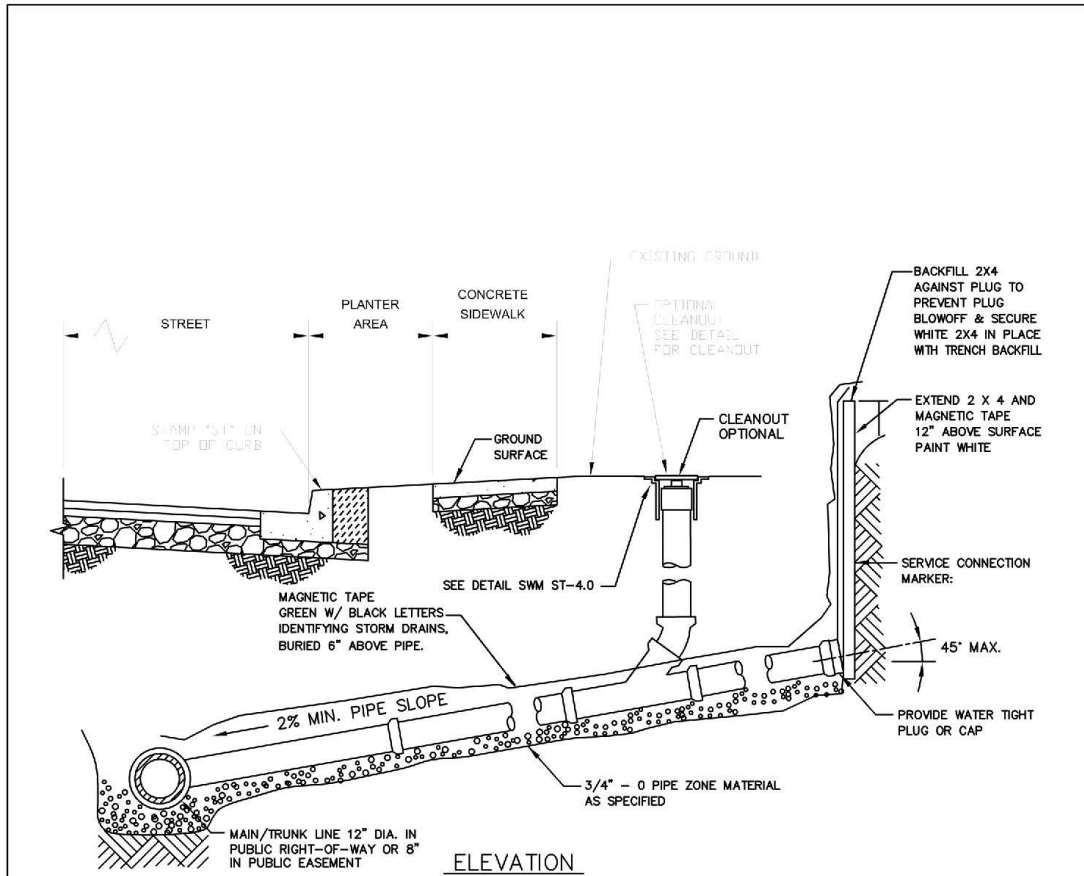 EXISTING GROUND
BACKFILL 2X4
AGAINST PLUG TO
PREVENT PLUG
BLOWOFF & SECURE
WHITE 2X4 IN PLACE
WITH TRENCH BACKFILL
STREET
PLANTER
AREA
CONCRETE
SIDEWALK
OPTIONAL
CLEANOUT
SEE DETAIL
FOR CLEANOUT
EXTEND 2 X 4 AND
MAGNETIC TAPE
12" ABOVE SURFACE
PAINT WHITE
STAMP "ST" ON
TOP OF CURB
GROUND
SURFACE
CLEANOUT
OPTIONAL
SEE DETAIL SWM ST-4.0
SERVICE CONNECTION
MARKER:
MAGNETIC TAPE
GREEN W/ BLACK LETTERS
IDENTIFYING STORM DRAINS,
BURIED 6" ABOVE PIPE.
45° MAX.
2% MIN. PIPE SLOPE
PROVIDE WATER TIGHT
PLUG OR CAP
3/4" - 0 PIPE ZONE MATERIAL
AS SPECIFIED
MAIN/TRUNK LINE 12" DIA. IN
PUBLIC RIGHT-OF-WAY OR 8"
IN PUBLIC EASEMENT
ELEVATION